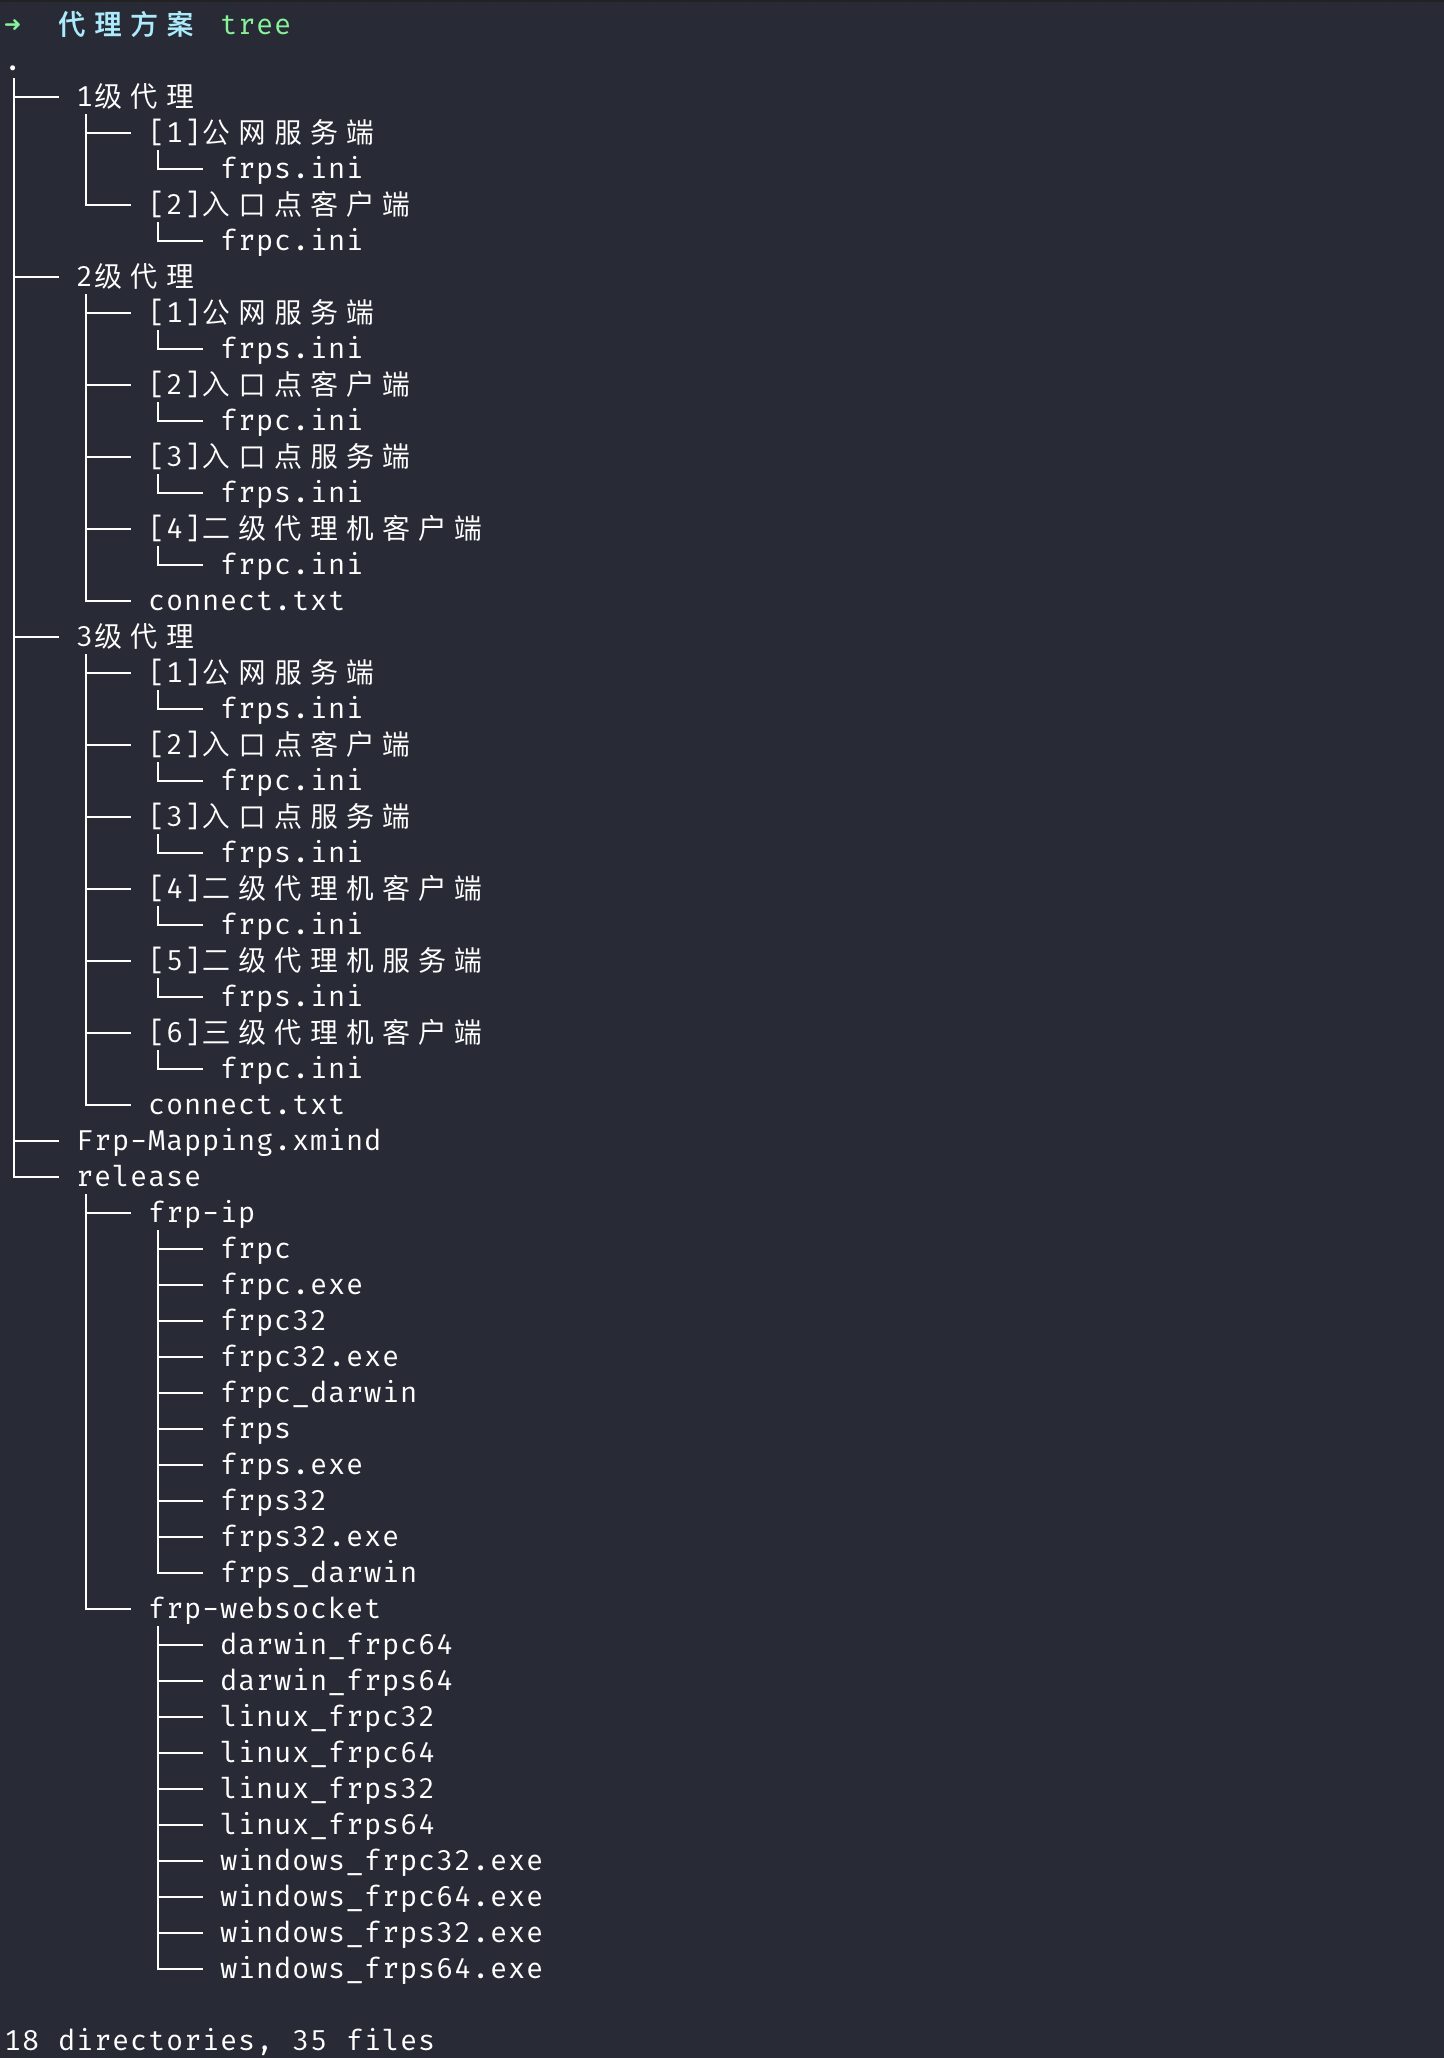 ➜  代理方案 tree
.
├── 1级代理
│   ├── [1]公网服务端
│   │   └── frps.ini
│   └── [2]入口点客户端
│       └── frpc.ini
├── 2级代理
│   ├── [1]公网服务端
│   │   └── frps.ini
│   ├── [2]入口点客户端
│   │   └── frpc.ini
│   ├── [3]入口点服务端
│   │   └── frps.ini
│   ├── [4]二级代理机客户端
│   │   └── frpc.ini
│   └── connect.txt
├── 3级代理
│   ├── [1]公网服务端
│   │   └── frps.ini
│   ├── [2]入口点客户端
│   │   └── frpc.ini
│   ├── [3]入口点服务端
│   │   └── frps.ini
│   ├── [4]二级代理机客户端
│   │   └── frpc.ini
│   ├── [5]二级代理机服务端
│   │   └── frps.ini
│   ├── [6]三级代理机客户端
│   │   └── frpc.ini
│   └── connect.txt
├── Frp-Mapping.xmind
└── release
    ├── frp-ip
    │   ├── frpc
    │   ├── frpc.exe
    │   ├── frpc32
    │   ├── frpc32.exe
    │   ├── frpc_darwin
    │   ├── frps
    │   ├── frps.exe
    │   ├── frps32
    │   ├── frps32.exe
    │   └── frps_darwin
    └── frp-websocket
        ├── darwin_frpc64
        ├── darwin_frps64
        ├── linux_frpc32
        ├── linux_frpc64
        ├── linux_frps32
        ├── linux_frps64
        ├── windows_frpc32.exe
        ├── windows_frpc64.exe
        ├── windows_frps32.exe
        └── windows_frps64.exe

18 directories, 35 files